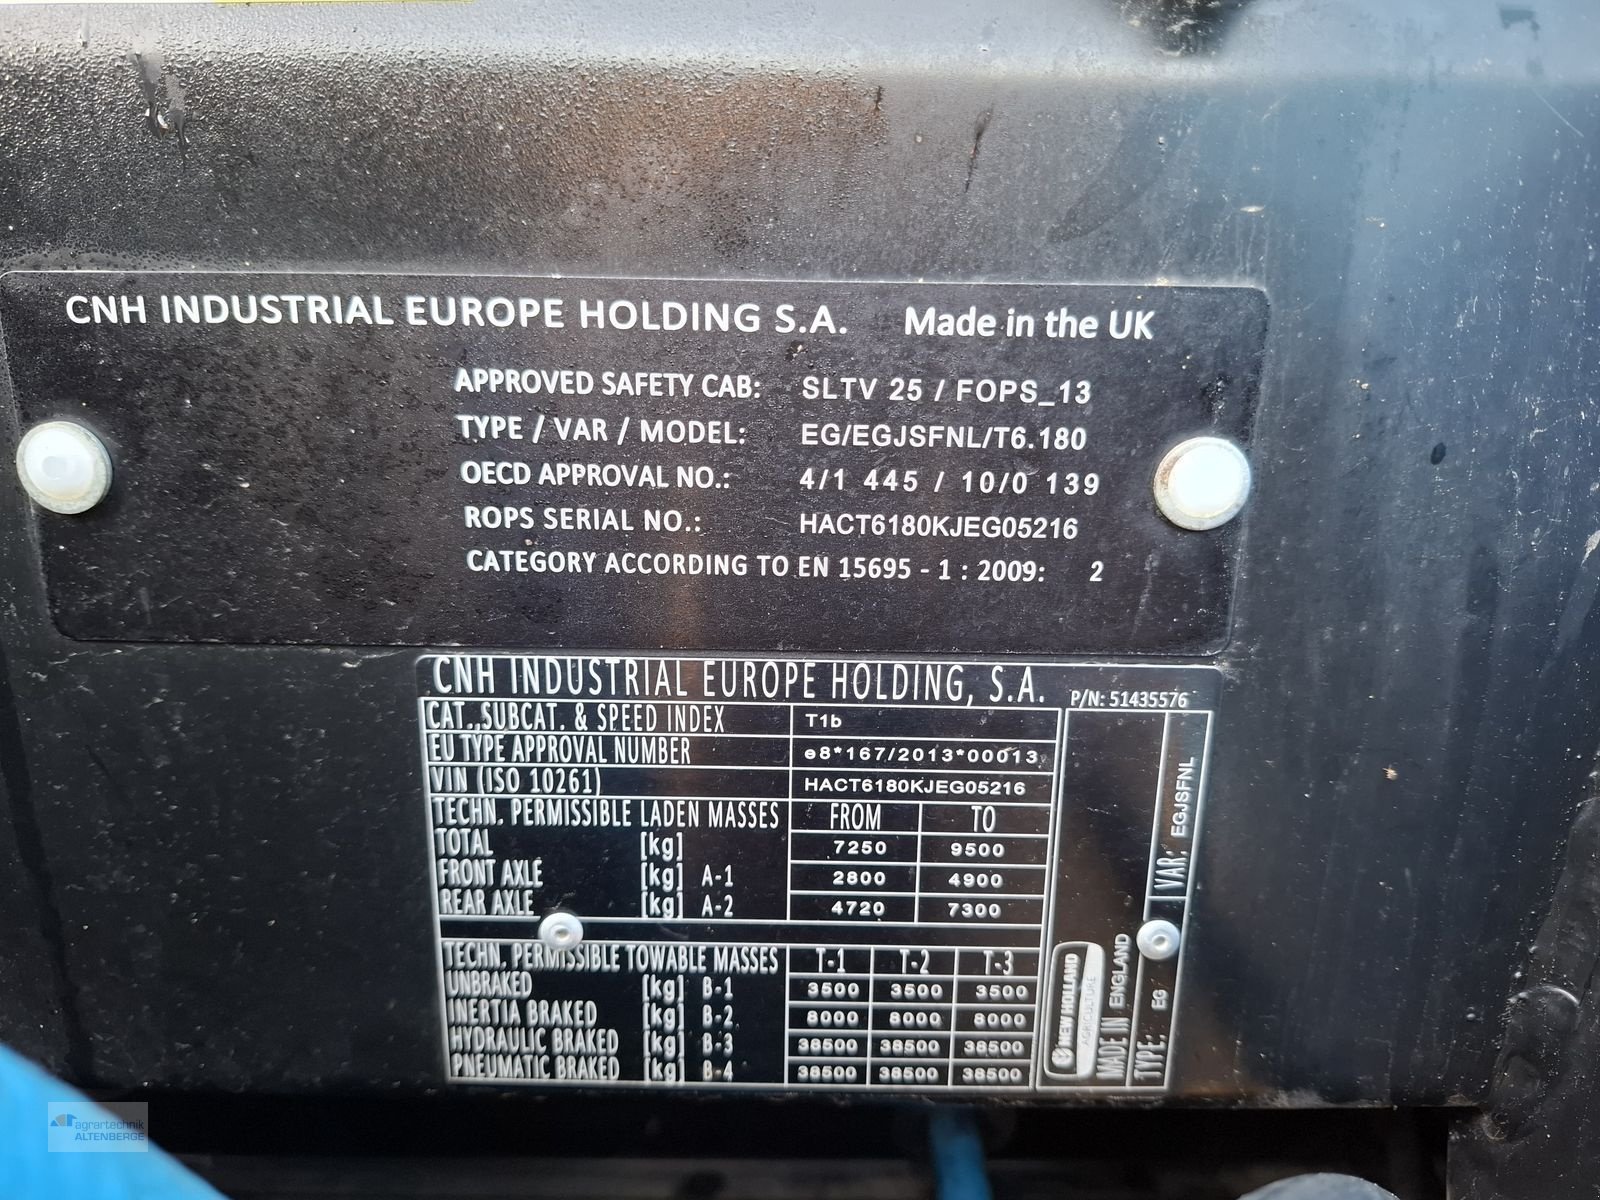 CNH INDUSTRIAL EUROPE HOLDING S.A. Made in the UK
APPROVED SAFETY CAB: SLTV 25 / FOPS_13
TYPE / VAR / MODEL: EG/EGJSFNL/T6.180
OECD APPROVAL NO.: 4/1 445 / 10/0 139
ROPS SERIAL NO.: HACT6180KJEG05216
CATEGORY ACCORDING TO EN 15695 - 1 : 2009: 2
CNH INDUSTRIAL EUROPE HOLDING, S.A. P/N: 51435576
CAT., SUBCAT. & SPEED INDEX T1b
EU TYPE APPROVAL NUMBER e8*167/2013*00013
VIN (ISO 10261) HACT6180KJEG05216
TECHN. PERMISSIBLE LADEN MASSES FROM TO
TOTAL [kg] 7250 9500
FRONT AXLE [kg] A-1 2800 4900
REAR AXLE [kg] A-2 4720 7300
TECHN. PERMISSIBLE TOWABLE MASSES T-1 T-2 T-3
UNBRAKED [kg] B-1 3500 3500 3500
INERTIA BRAKED [kg] B-2 8000 8000 8000
HYDRAULIC BRAKED [kg] B-3 38500 38500 38500
PNEUMATIC BRAKED [kg] B-4 38500 38500 38500
NEW HOLLAND
AGRICULTURE
MADE IN ENGLAND
TYPE: EG
VAR: EGJSFNL
agrartechnik
ALTENBERGE